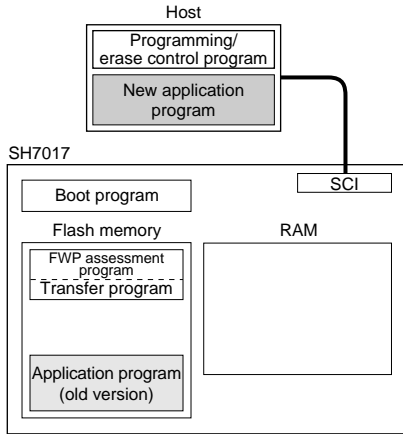 Host
Programming/
erase control program
New application
program
SH7017
SCI
Boot program
Flash memory
RAM
FWP assessment
program
Transfer program
Application program
(old version)